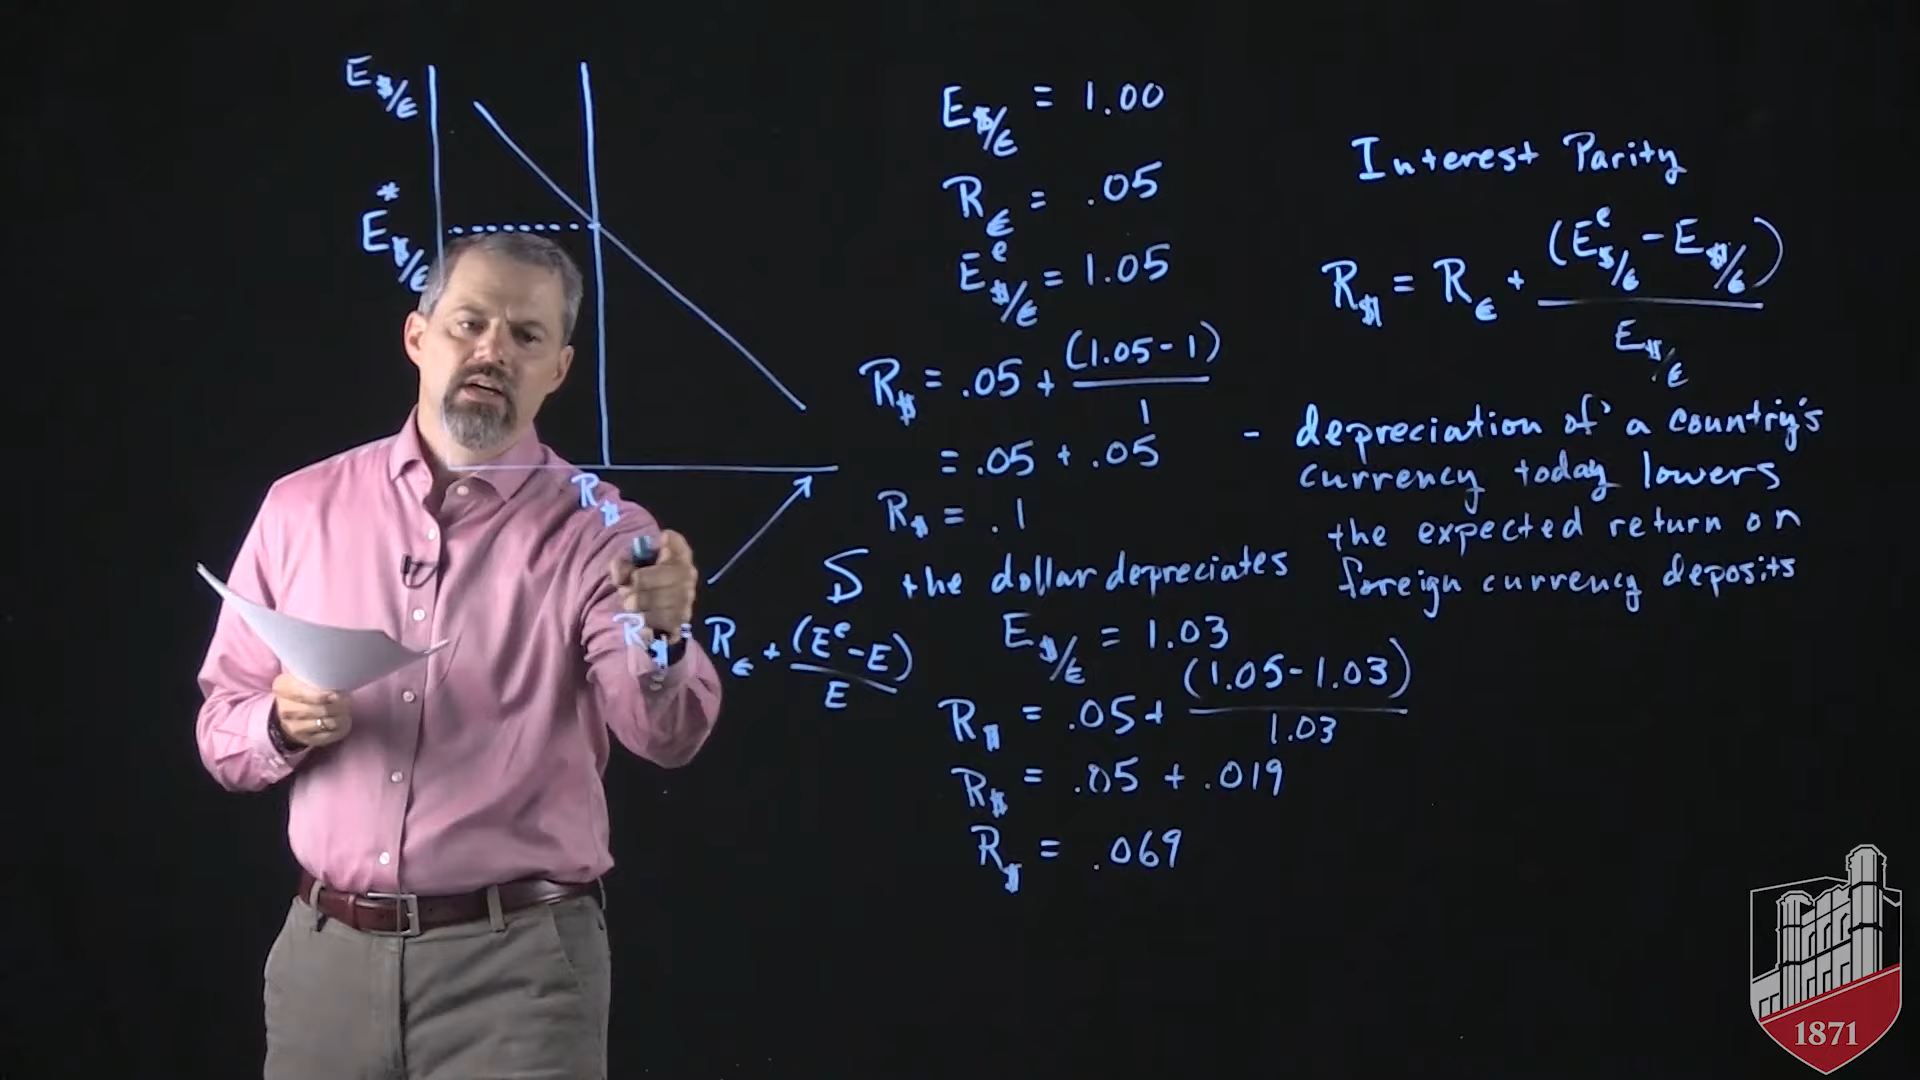 E $/€
E* $/€
R $
R $ = R € + (Eᵉ - E)
E
E $/€ = 1.00
R € = .05
Eᵉ $/€ = 1.05
R $ = .05 + (1.05 - 1)
1
= .05 + .05
R $ = .1
the dollar depreciates
E $/€ = 1.03
R $ = .05 + (1.05 - 1.03)
1.03
R $ = .05 + .019
R $ = .069
Interest Parity
R $ = R € + (Eᵉ $/€ - E $/€)
E $/€
- depreciation of a country's
currency today lowers
the expected return on
foreign currency deposits
1871